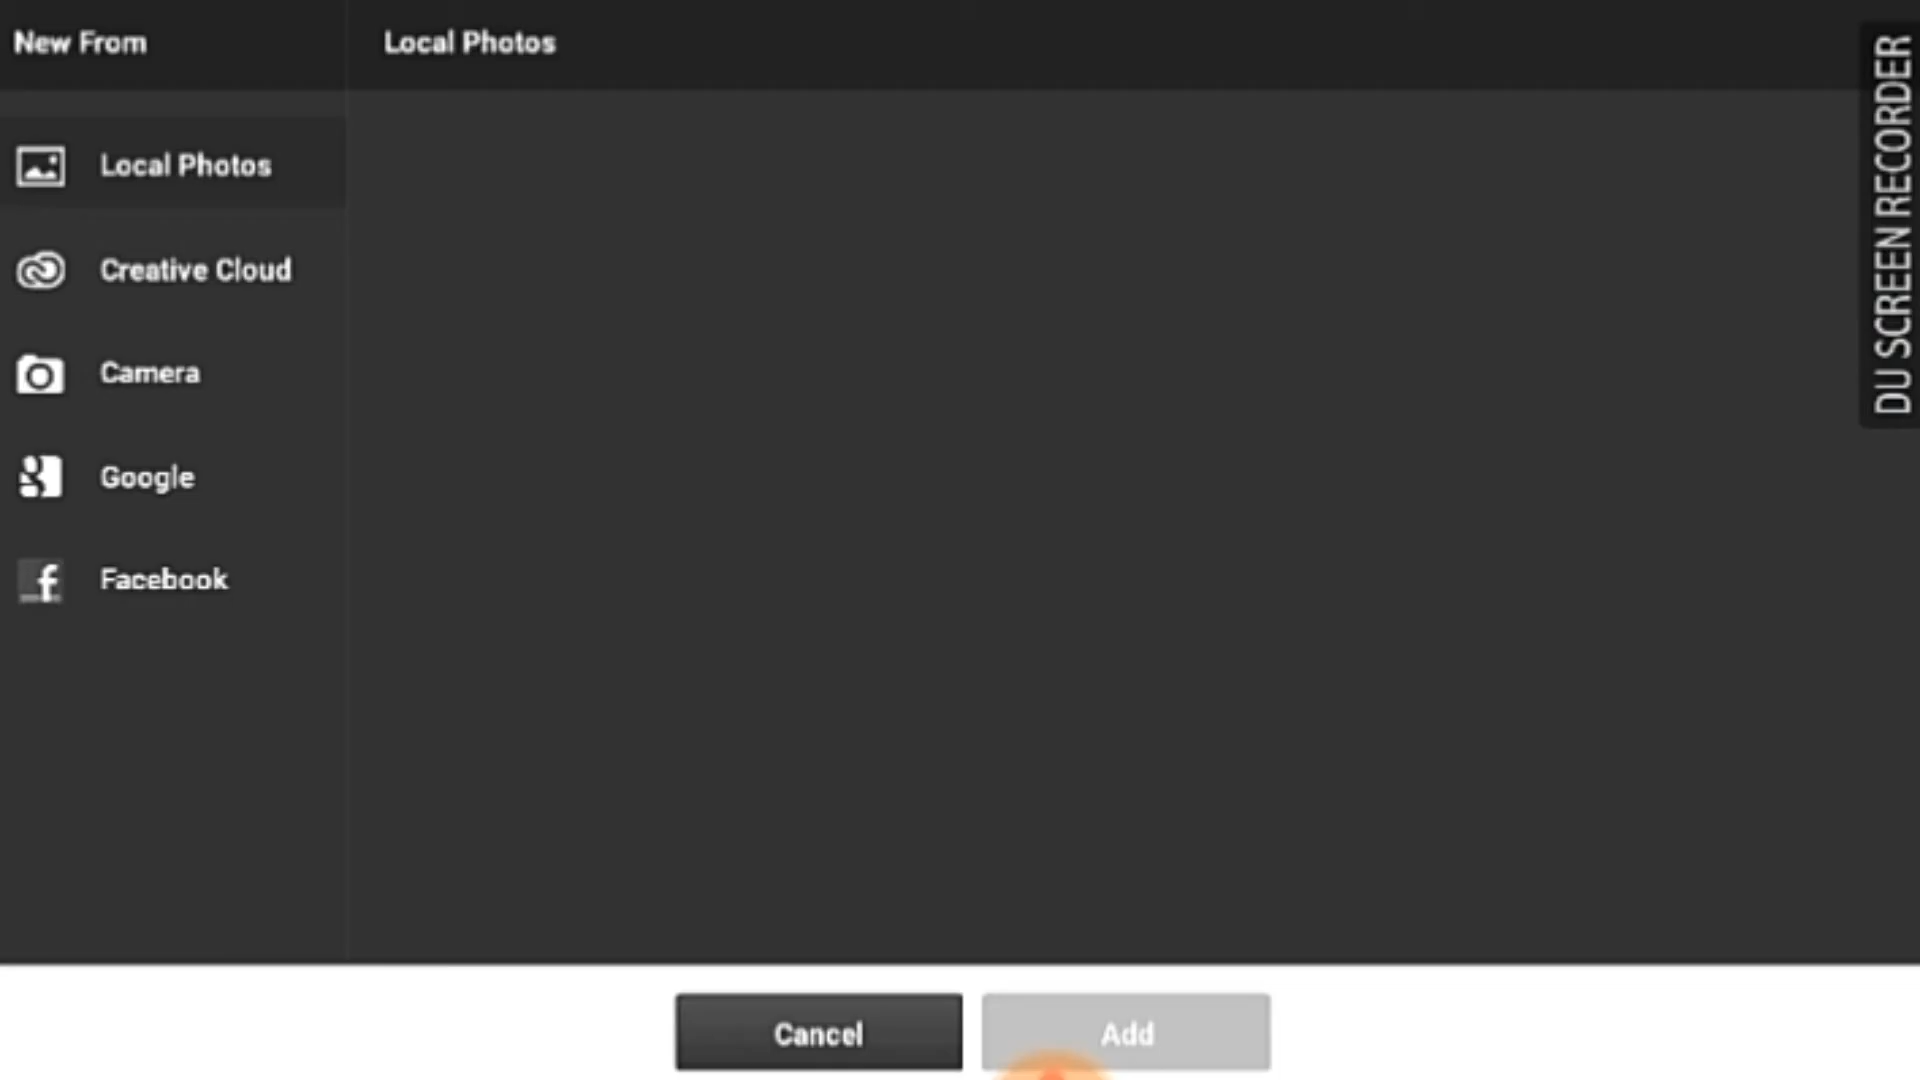 New From
Local Photos
Local Photos
Creative Cloud
Camera
Google
Facebook
Cancel
Add
DU SCREEN RECORDER